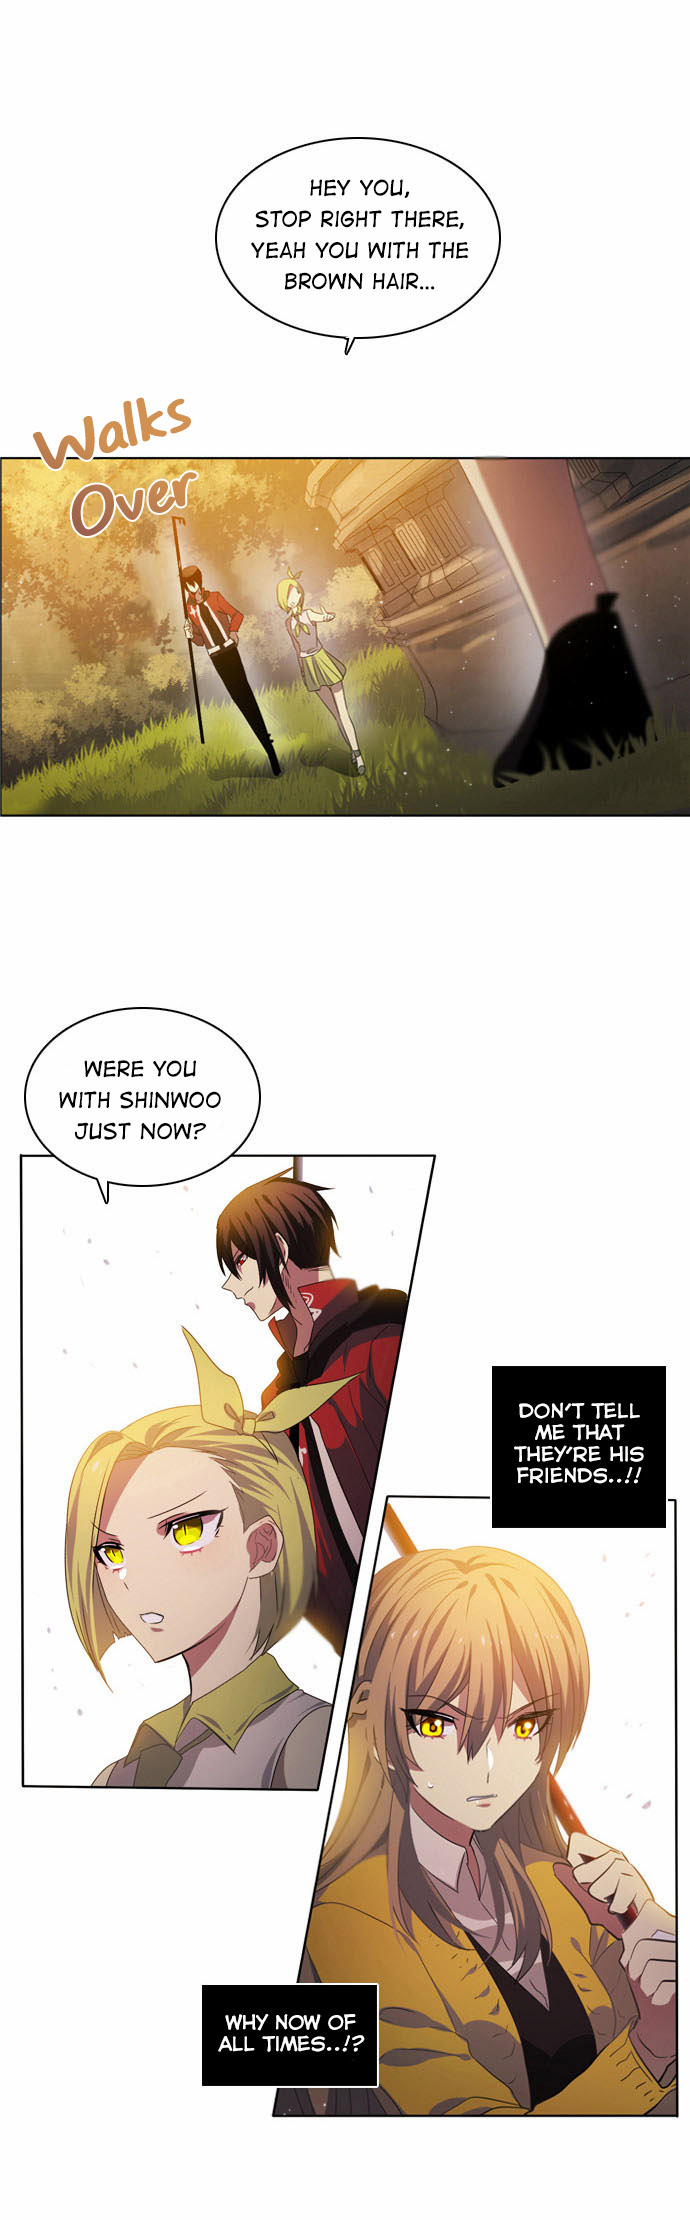 HEY YOU,
STOP RIGHT THERE,
YEAH YOU WITH THE
BROWN HAIR...
Walks
Over
WERE YOU
WITH SHINWOO
JUST NOW?
DON'T TELL
ME THAT
THEY'RE HIS
FRIENDS..!!
WHY NOW OF
ALL TIMES..!?